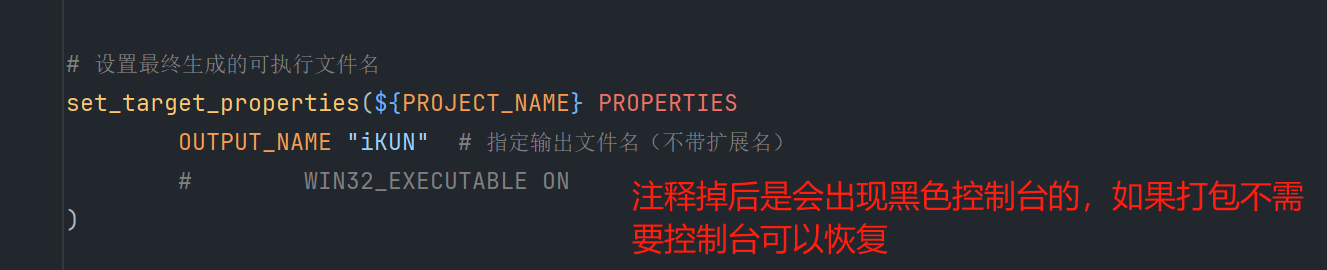 # 设置最终生成的可执行文件名
set_target_properties(${PROJECT_NAME} PROPERTIES
OUTPUT_NAME "iKUN"  # 指定输出文件名（不带扩展名）
#        WIN32_EXECUTABLE ON
)
注释掉后是会出现黑色控制台的，如果打包不需
要控制台可以恢复